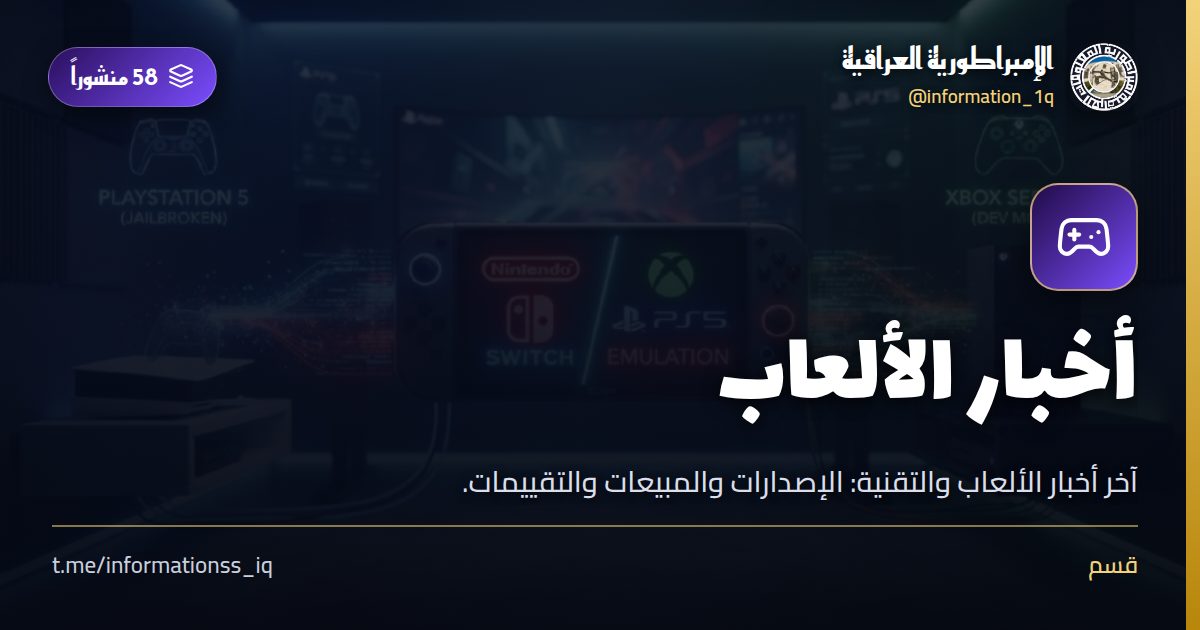 الإمبراطورية العراقية
@information_1q
58 منشوراً
PLAYSTATION 5
(JAILBROKEN)
Nintendo
SWITCH
PS5
EMULATION
أخبار الألعاب
آخر أخبار الألعاب والتقنية: الإصدارات والمبيعات والتقييمات.
قسم
t.me/informationss_iq